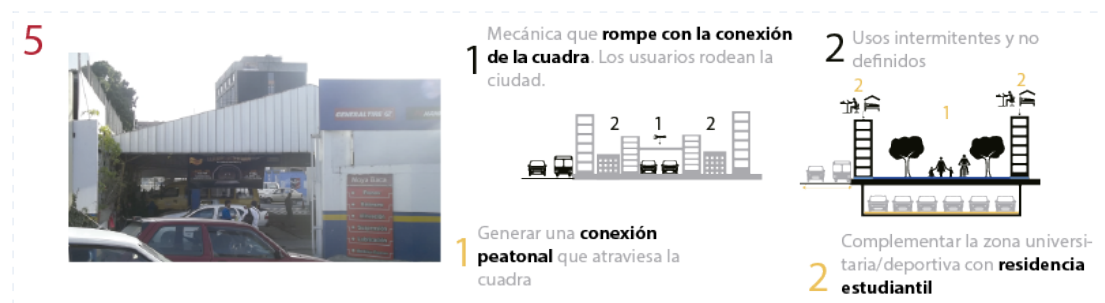 5
1
Mecánica que rompe con la conexión
de la cuadra. Los usuarios rodean la
ciudad.
2
Usos intermitentes y no
definidos
2 1 2
2 1 2
GENERAL TIRE
1
Generar una conexión
peatonal que atraviesa la
cuadra
2
Complementar la zona universi-
taria/deportiva con residencia
estudiantil